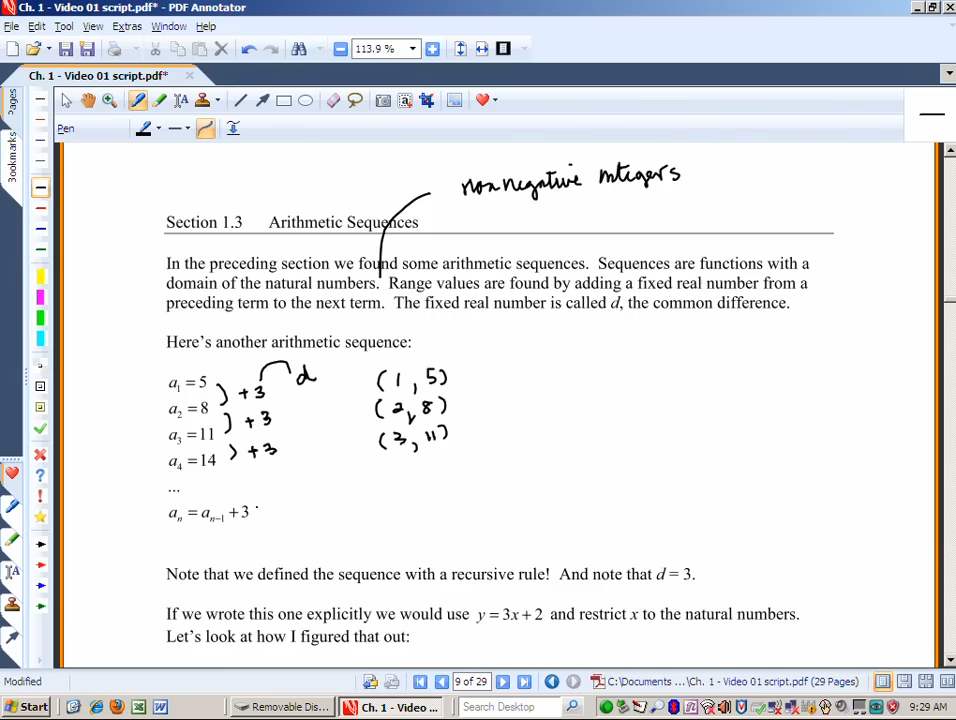 Ch. 1 - Video 01 script.pdf* - PDF Annotator
File Edit Tool View Extras Window Help
113.9 %
Ch. 1 - Video 01 script.pdf*
Pages
Bookmarks
Pen
nonnegative integers
Section 1.3 Arithmetic Sequences
In the preceding section we found some arithmetic sequences. Sequences are functions with a
domain of the natural numbers. Range values are found by adding a fixed real number from a
preceding term to the next term. The fixed real number is called d, the common difference.
Here's another arithmetic sequence:
a₁ = 5 +3 d (1, 5)
a₂ = 8 +3 (2, 8)
a₃ = 11 +3 (3, 11)
a₄ = 14
...
aₙ = aₙ₋₁ + 3
Note that we defined the sequence with a recursive rule! And note that d = 3.
If we wrote this one explicitly we would use y = 3x + 2 and restrict x to the natural numbers.
Let's look at how I figured that out:
Modified 9 of 29 C:\Documents ...\Ch. 1 - Video 01 script.pdf (29 Pages)
Start Removable Dis... Ch. 1 - Video ... Search Desktop 9:29 AM